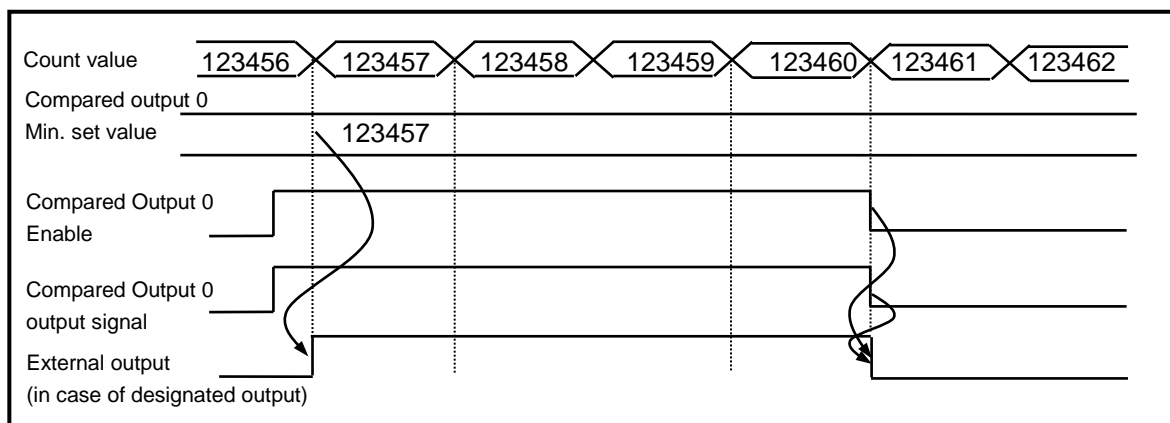 Count value 123456 123457 123458 123459 123460 123461 123462
Compared output 0
Min. set value 123457
Compared Output 0
Enable
Compared Output 0
output signal
External output
(in case of designated output)